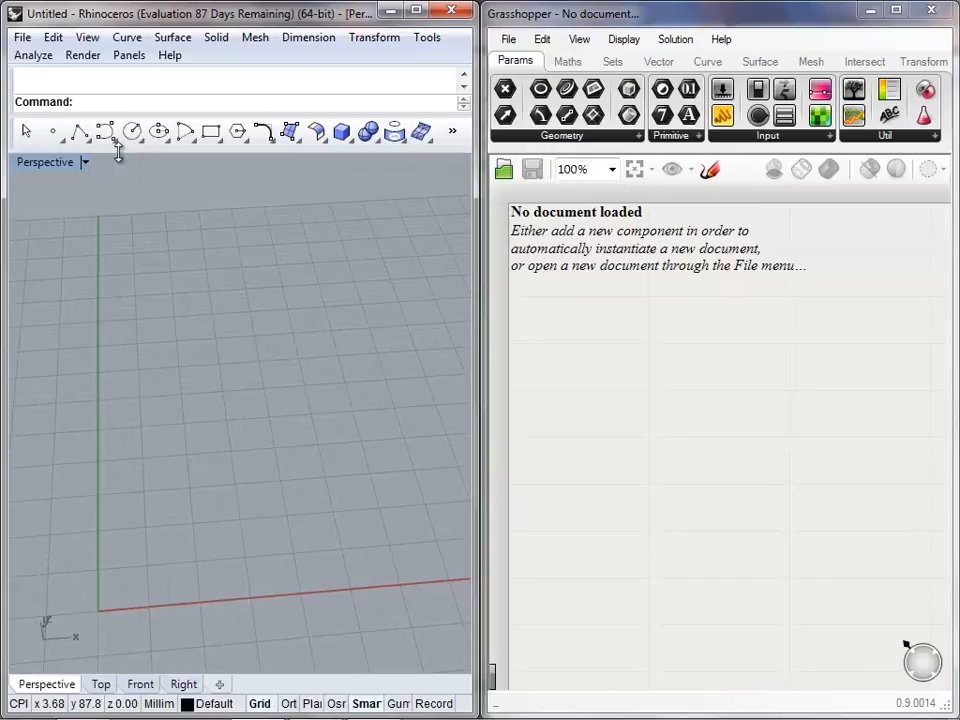 Untitled - Rhinoceros (Evaluation 87 Days Remaining) (64-bit) - [Per...
File Edit View Curve Surface Solid Mesh Dimension Transform Tools
Analyze Render Panels Help
Command:
»
Perspective
y
x
Perspective Top Front Right
CPl x 3.68 y 87.8 z 0.00 Millim Default Grid Ort Plar Osr Smar Gum Record
Grasshopper - No document...
File Edit View Display Solution Help
Params Maths Sets Vector Curve Surface Mesh Intersect Transform
0.1
7 A ABC
Geometry + Primitive + Input + Util +
100%
No document loaded
Either add a new component in order to
automatically instantiate a new document,
or open a new document through the File menu...
0.9.0014